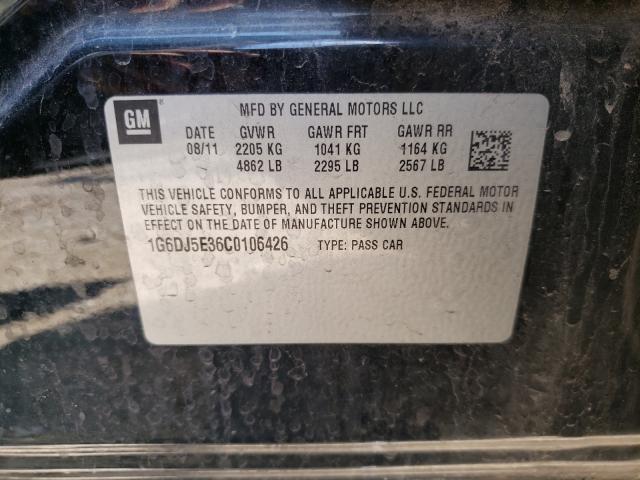 GM ® MFD BY GENERAL MOTORS LLC
DATE GVWR GAWR FRT GAWR RR
08/11 2205 KG 1041 KG 1164 KG
4862 LB 2295 LB 2567 LB
THIS VEHICLE CONFORMS TO ALL APPLICABLE U.S. FEDERAL MOTOR
VEHICLE SAFETY, BUMPER, AND THEFT PREVENTION STANDARDS IN
EFFECT ON THE DATE OF MANUFACTURE SHOWN ABOVE.
1G6DJ5E36C0106426 TYPE: PASS CAR